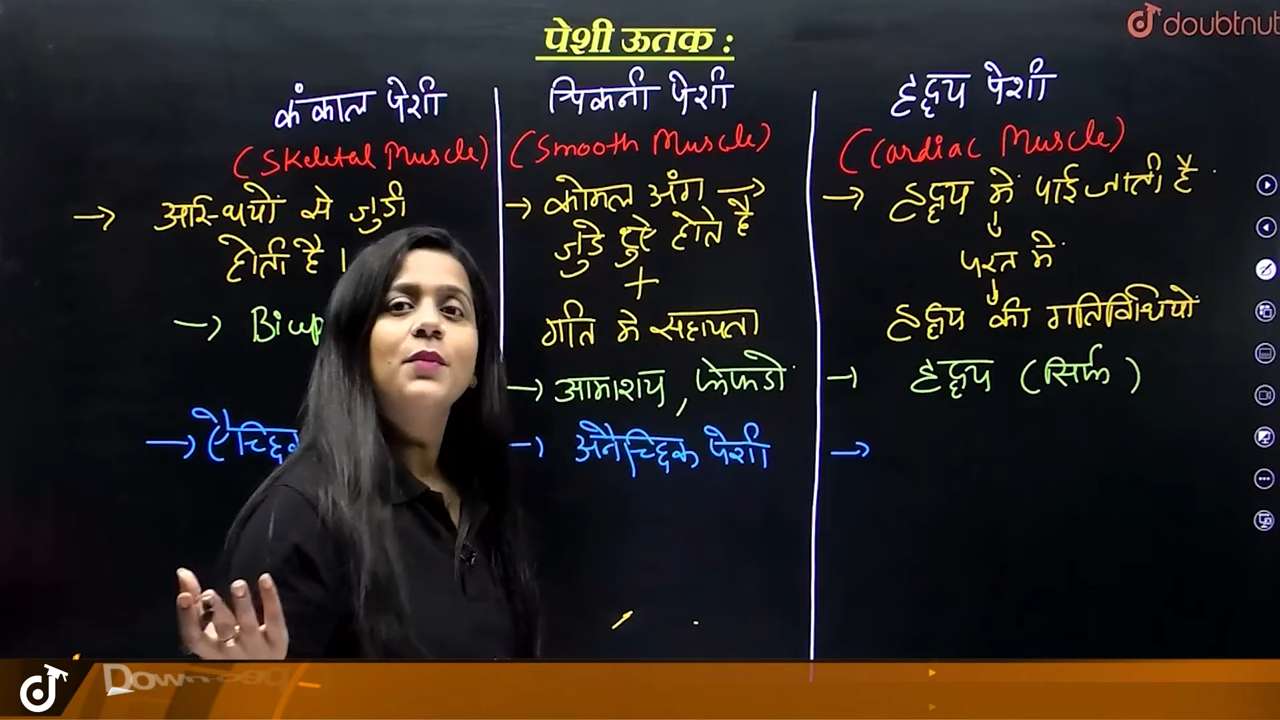 पेशी ऊतक :
doubtnut
कंकाल पेशी
(Skeletal Muscle)
→ अस्थियों से जुड़ी
होती है ।
→
→
चिकनी पेशी
(Smooth Muscle)
→ कोमल अंग →
जुड़े हुए होते है
+
गति मे सहायता
→ आमाशय , फेफडों
→ अनैच्छिक पेशी
हृदय पेशी
(Cardiac Muscle)
→ हृदय में पाई जाती है
परत में
हृदय की गतिविधियों
→ हृदय (सिर्फ)
→
Download